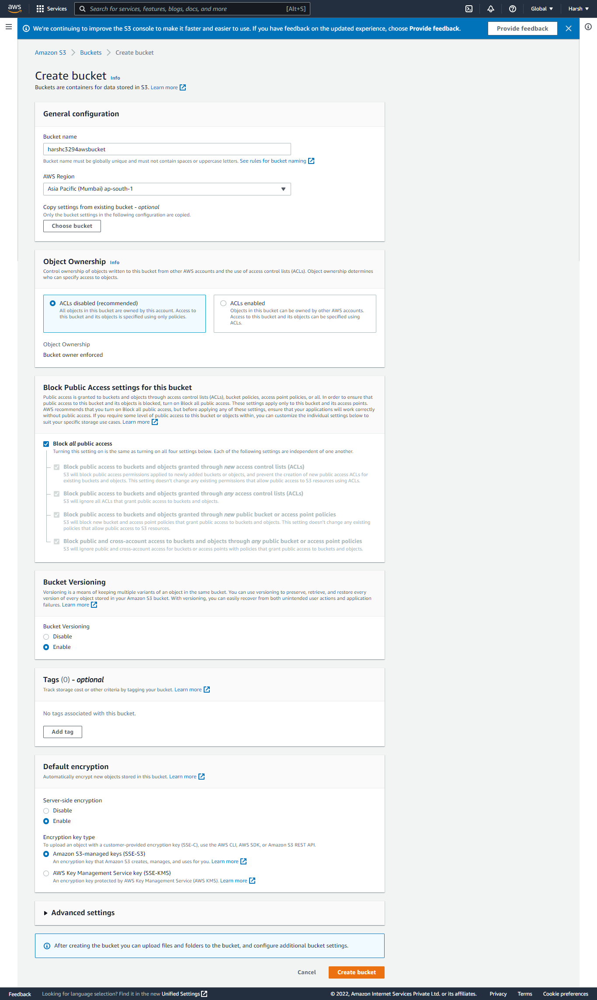 aws Services Search for services, features, blogs, docs, and more [Alt+S] Global Harsh
We're continuing to improve the S3 console to make it faster and easier to use. If you have feedback on the updated experience, choose Provide feedback. Provide feedback
Amazon S3 Buckets Create bucket
Create bucket Info
Buckets are containers for data stored in S3. Learn more
General configuration
Bucket name
harshc3294awsbucket
Bucket name must be globally unique and must not contain spaces or uppercase letters. See rules for bucket naming
AWS Region
Asia Pacific (Mumbai) ap-south-1
Copy settings from existing bucket - optional
Only the bucket settings in the following configuration are copied.
Choose bucket
Object Ownership Info
Control ownership of objects written to this bucket from other AWS accounts and the use of access control lists (ACLs). Object ownership determines
who can specify access to objects.
ACLs disabled (recommended)
All objects in this bucket are owned by this account. Access to
this bucket and its objects is specified using only policies.
ACLs enabled
Objects in this bucket can be owned by other AWS accounts.
Access to this bucket and its objects can be specified using
ACLs.
Object Ownership
Bucket owner enforced
Block Public Access settings for this bucket
Public access is granted to buckets and objects through access control lists (ACLs), bucket policies, access point policies, or all. In order to ensure that
public access to this bucket and its objects is blocked, turn on Block all public access. These settings apply only to this bucket and its access points.
AWS recommends that you turn on Block all public access, but before applying any of these settings, ensure that your applications will work correctly
without public access. If you require some level of public access to this bucket or objects within, you can customize the individual settings below to
suit your specific storage use cases. Learn more
Block all public access
Turning this setting on is the same as turning on all four settings below. Each of the following settings are independent of one another.
Block public access to buckets and objects granted through new access control lists (ACLs)
S3 will block public access permissions applied to newly added buckets or objects, and prevent the creation of new public access ACLs for
existing buckets and objects. This setting doesn't change any existing permissions that allow public access to S3 resources using ACLs.
Block public access to buckets and objects granted through any access control lists (ACLs)
S3 will ignore all ACLs that grant public access to buckets and objects.
Block public access to buckets and objects granted through new public bucket or access point policies
S3 will block new bucket and access point policies that grant public access to buckets and objects. This setting doesn't change any existing
policies that allow public access to S3 resources.
Block public and cross-account access to buckets and objects through any public bucket or access point policies
S3 will ignore public and cross-account access for buckets or access points with policies that grant public access to buckets and objects.
Bucket Versioning
Versioning is a means of keeping multiple variants of an object in the same bucket. You can use versioning to preserve, retrieve, and restore every
version of every object stored in your Amazon S3 bucket. With versioning, you can easily recover from both unintended user actions and application
failures. Learn more
Bucket Versioning
Disable
Enable
Tags (0) - optional
Track storage cost or other criteria by tagging your bucket. Learn more
No tags associated with this bucket.
Add tag
Default encryption
Automatically encrypt new objects stored in this bucket. Learn more
Server-side encryption
Disable
Enable
Encryption key type
To upload an object with a customer-provided encryption key (SSE-C), use the AWS CLI, AWS SDK, or Amazon S3 REST API.
Amazon S3-managed keys (SSE-S3)
An encryption key that Amazon S3 creates, manages, and uses for you. Learn more
AWS Key Management Service key (SSE-KMS)
An encryption key protected by AWS Key Management Service (AWS KMS). Learn more
Advanced settings
After creating the bucket you can upload files and folders to the bucket, and configure additional bucket settings.
Cancel Create bucket
Feedback Looking for language selection? Find it in the new Unified Settings © 2022, Amazon Internet Services Private Ltd. or its affiliates. Privacy Terms Cookie preferences